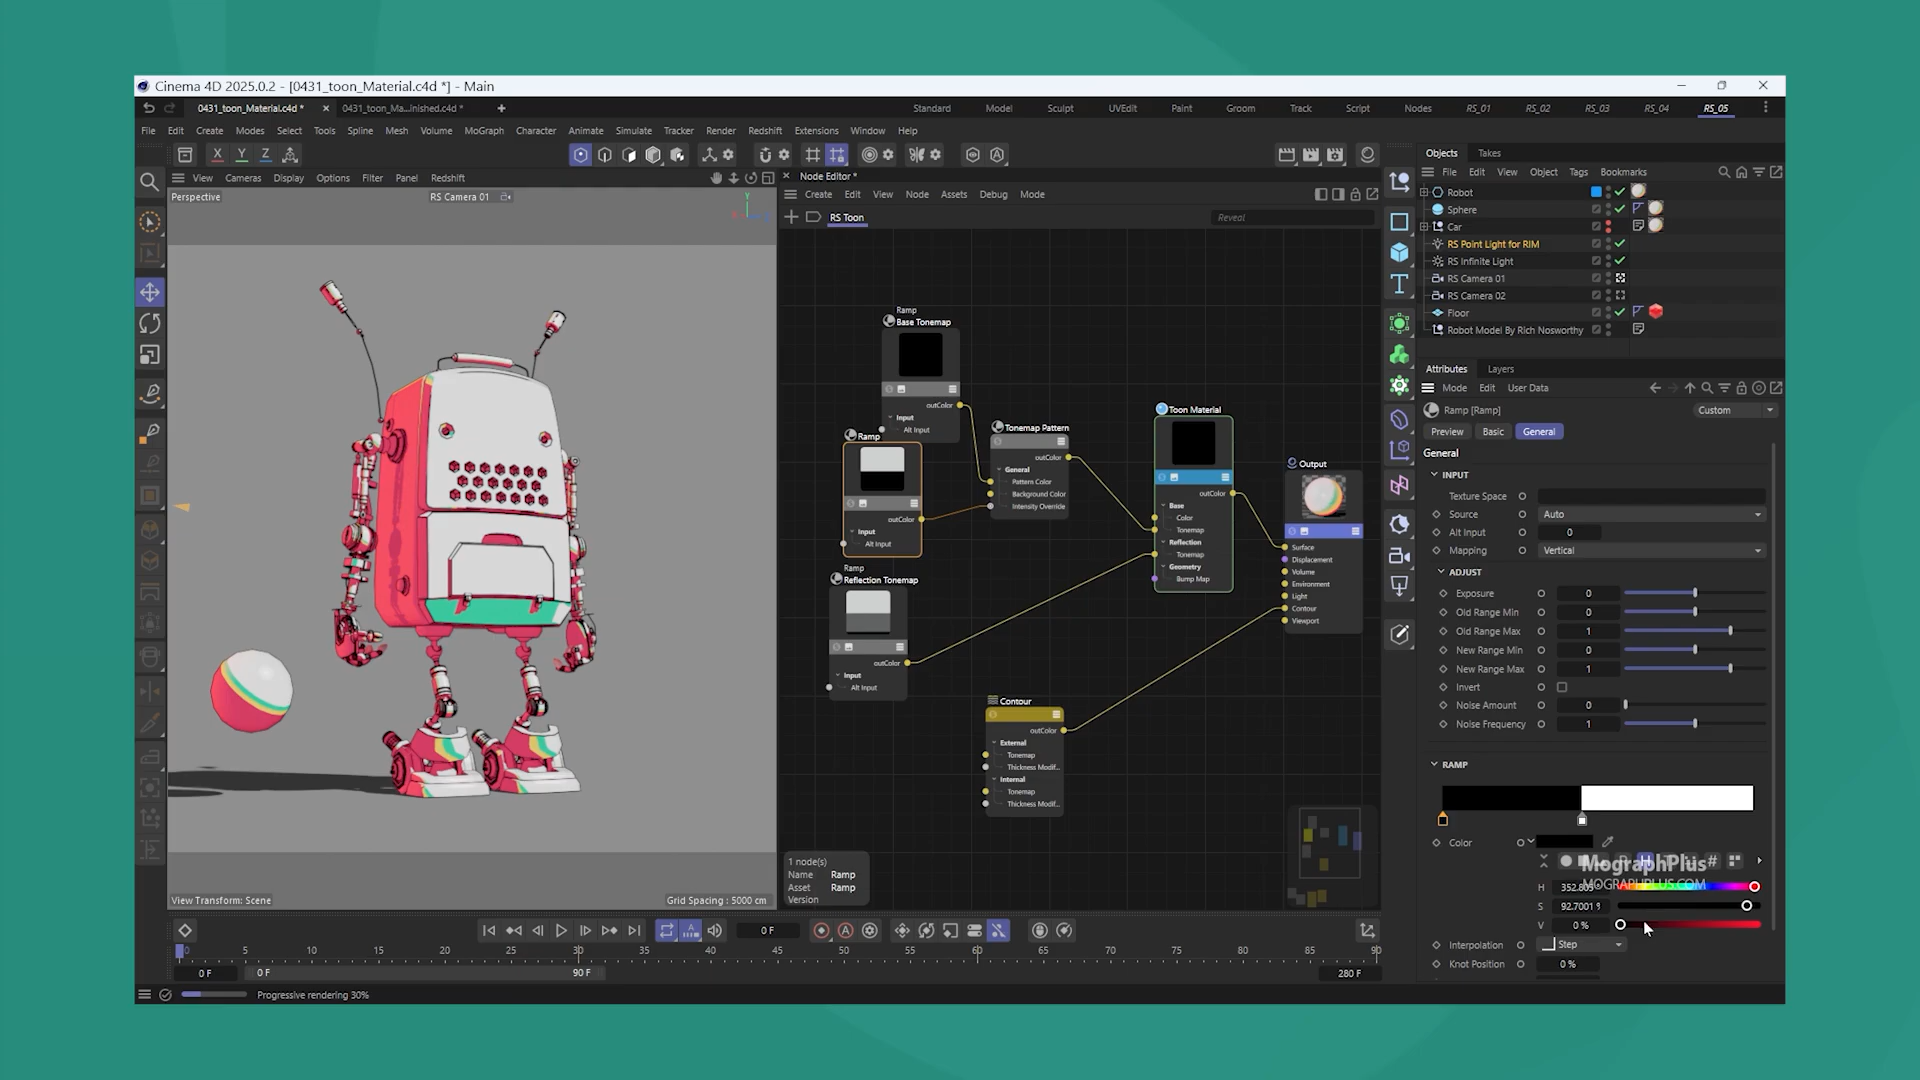 Cinema 4D 2025.0.2 - [0431_toon_Material.c4d *] - Main
0431_toon_Material.c4d *
0431_toon_Ma...inished.c4d *
Standard Model Sculpt UVEdit Paint Groom Track Script Nodes RS_01 RS_02 RS_03 RS_04 RS_05
File Edit Create Modes Select Tools Spline Mesh Volume MoGraph Character Animate Simulate Tracker Render Redshift Extensions Window Help
X Y Z
View Cameras Display Options Filter Panel Redshift
Perspective
RS Camera 01
Y
View Transform: Scene
Grid Spacing : 5000 cm
Node Editor *
Create Edit View Node Assets Debug Mode
RS Toon
Reveal
Ramp
Base Tonemap
outColor
Input
Alt Input
Ramp
outColor
Input
Alt Input
Ramp
Reflection Tonemap
outColor
Input
Alt Input
Tonemap Pattern
outColor
General
Pattern Color
Background Color
Intensity Override
Toon Material
outColor
Base
Color
Tonemap
Reflection
Tonemap
Geometry
Bump Map
Output
Surface
Displacement
Volume
Environment
Light
Contour
Viewport
Contour
outColor
External
Tonemap
Thickness Modif...
Internal
Tonemap
Thickness Modif...
1 node(s)
Name Ramp
Asset Ramp
Version
Objects Takes
File Edit View Object Tags Bookmarks
Robot
Sphere
Car
RS Point Light for RIM
RS Infinite Light
RS Camera 01
RS Camera 02
Floor
Robot Model By Rich Nosworthy
Attributes Layers
Mode Edit User Data
Ramp [Ramp]
Custom
Preview Basic General
General
INPUT
Texture Space
Source Auto
Alt Input 0
Mapping Vertical
ADJUST
Exposure 0
Old Range Min 0
Old Range Max 1
New Range Min 0
New Range Max 1
Invert
Noise Amount 0
Noise Frequency 1
RAMP
Color
MographPlus
MOGRAPHPLUS.COM
H 352.805°
S 92.7001 %
V 0 %
Interpolation Step
Knot Position 0 %
0 F
0 5 10 15 20 25 30 35 40 45 50 55 60 65 70 75 80 85 90
0 F
0 F
90 F
280 F
Progressive rendering 30%